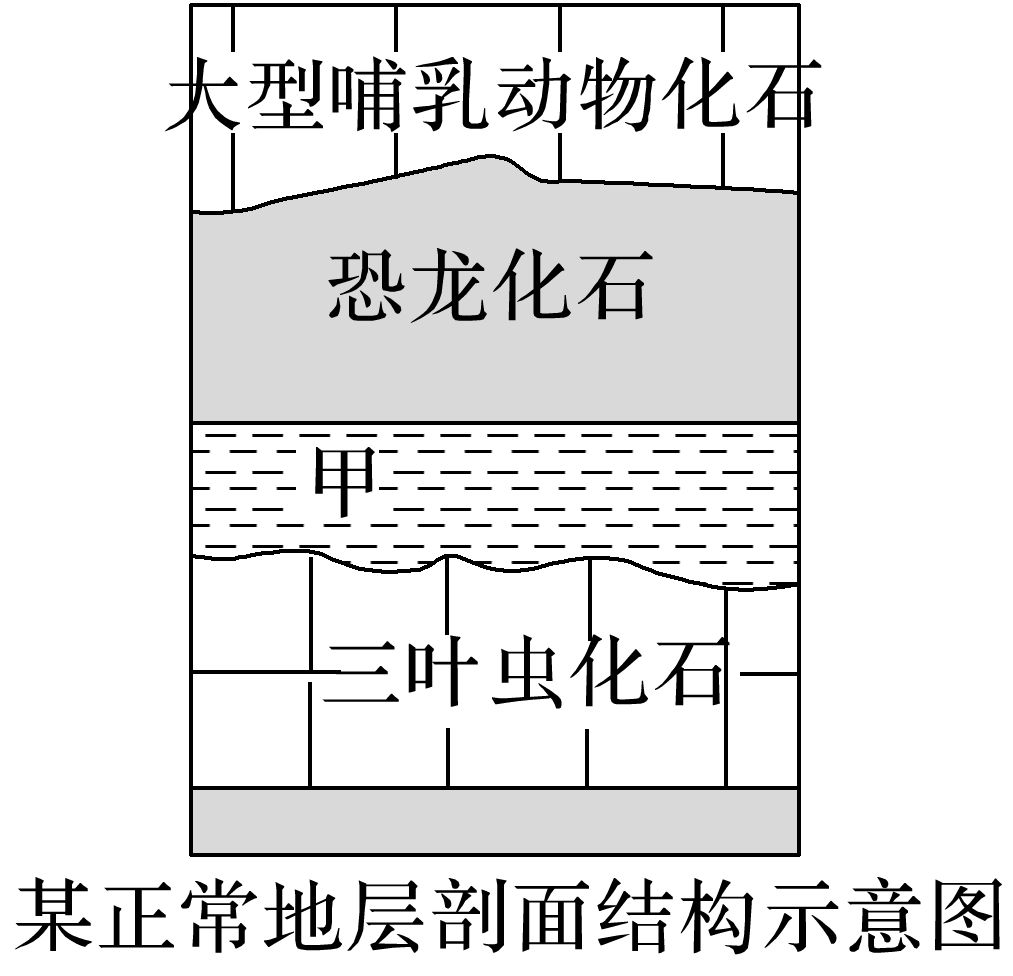 大型哺乳动物化石
恐龙化石
甲
三叶虫化石
某正常地层剖面结构示意图